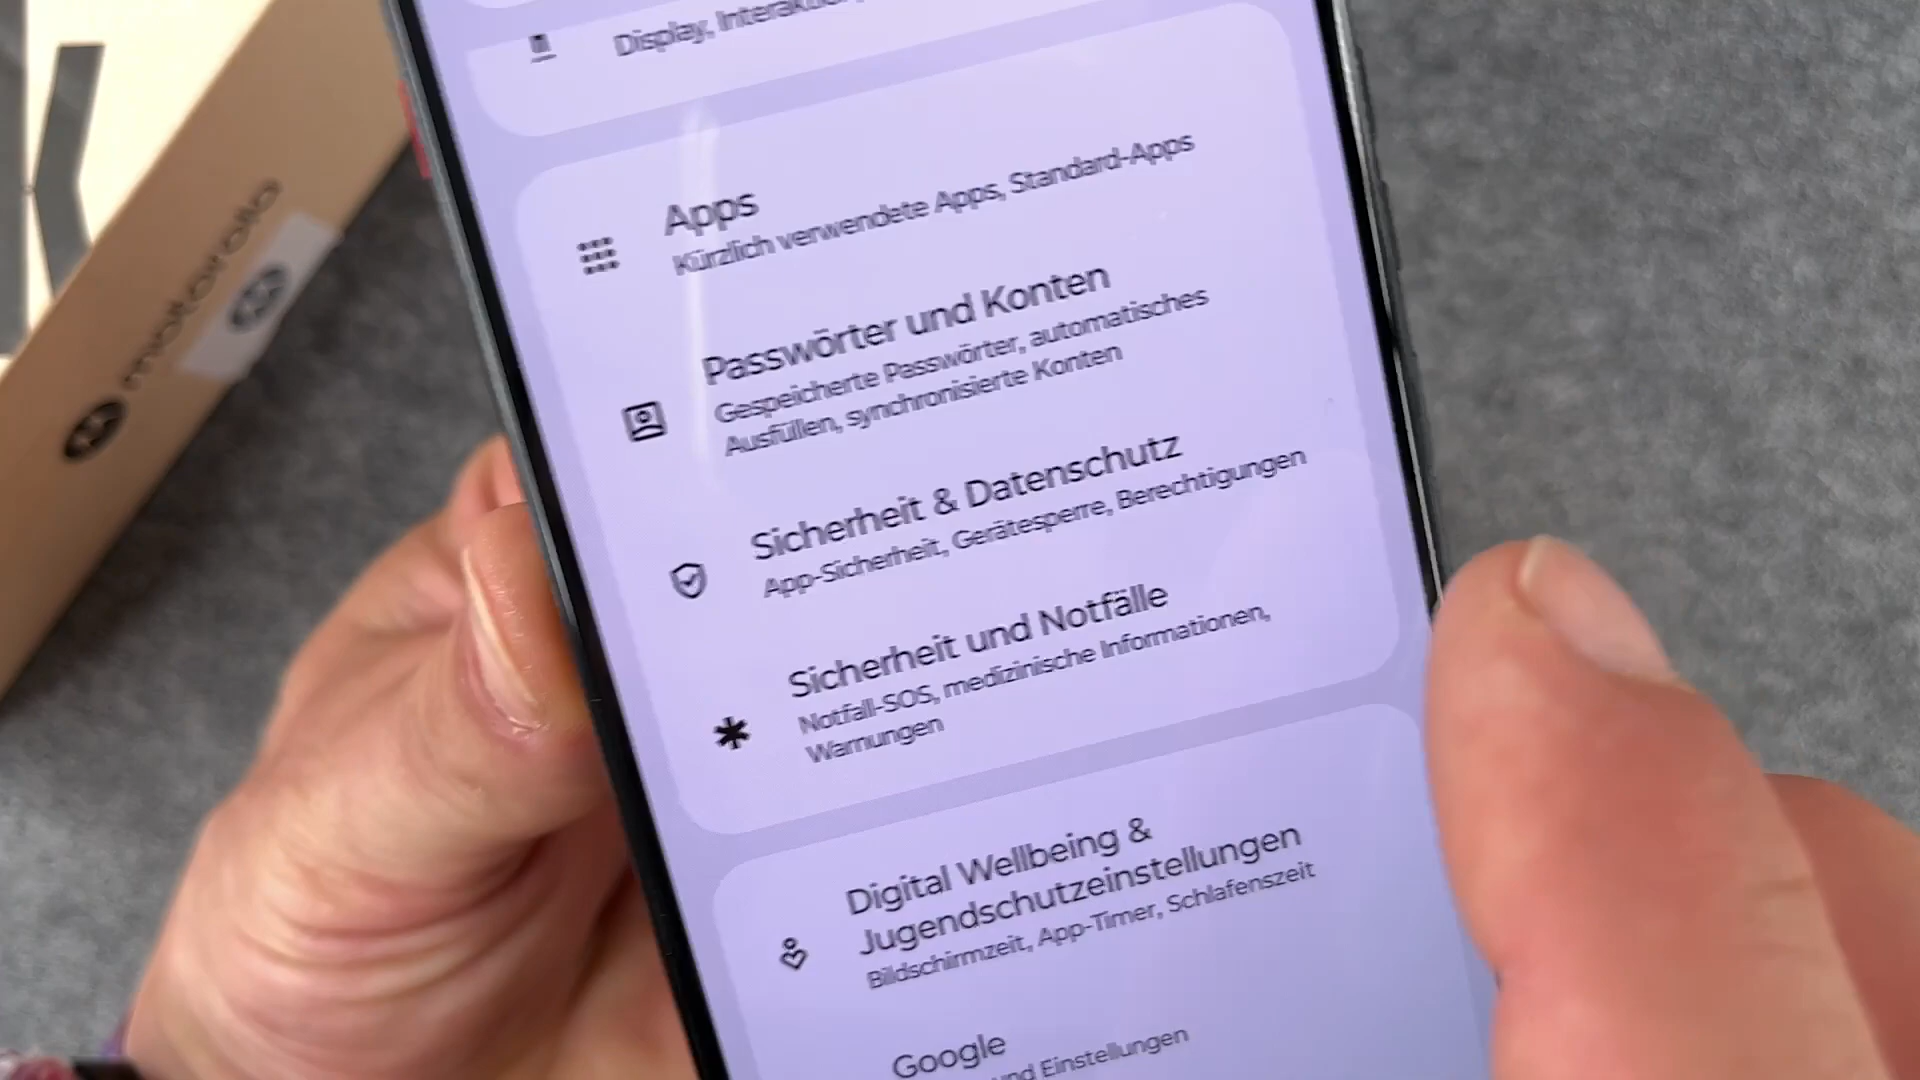 Display,
Apps
Kürzlich verwendete Apps, Standard-Apps
Passwörter und Konten
Gespeicherte Passwörter, automatisches
Ausfüllen, synchronisierte Konten
Sicherheit & Datenschutz
App-Sicherheit, Gerätesperre, Berechtigungen
Sicherheit und Notfälle
Notfall-SOS, medizinische Informationen,
Warnungen
Digital Wellbeing &
Jugendschutzeinstellungen
Bildschirmzeit, App-Timer, Schlafenszeit
Google
und Einstellungen
motorola